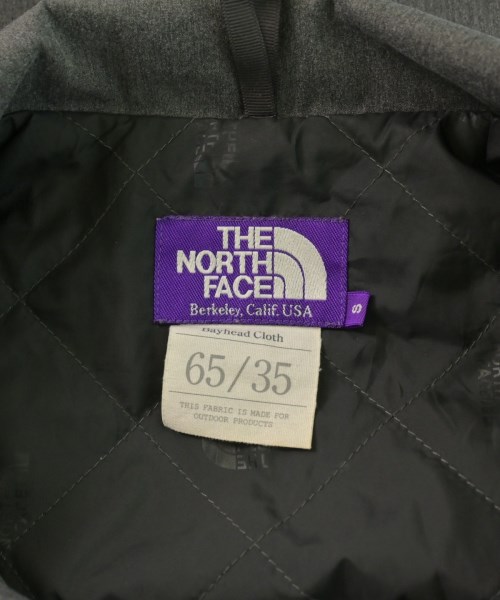 THE
NORTH
FACE
Berkeley, Calif. USA
S
Bayhead Cloth
65/35
THIS FABRIC IS MADE FOR
OUTDOOR PRODUCTS